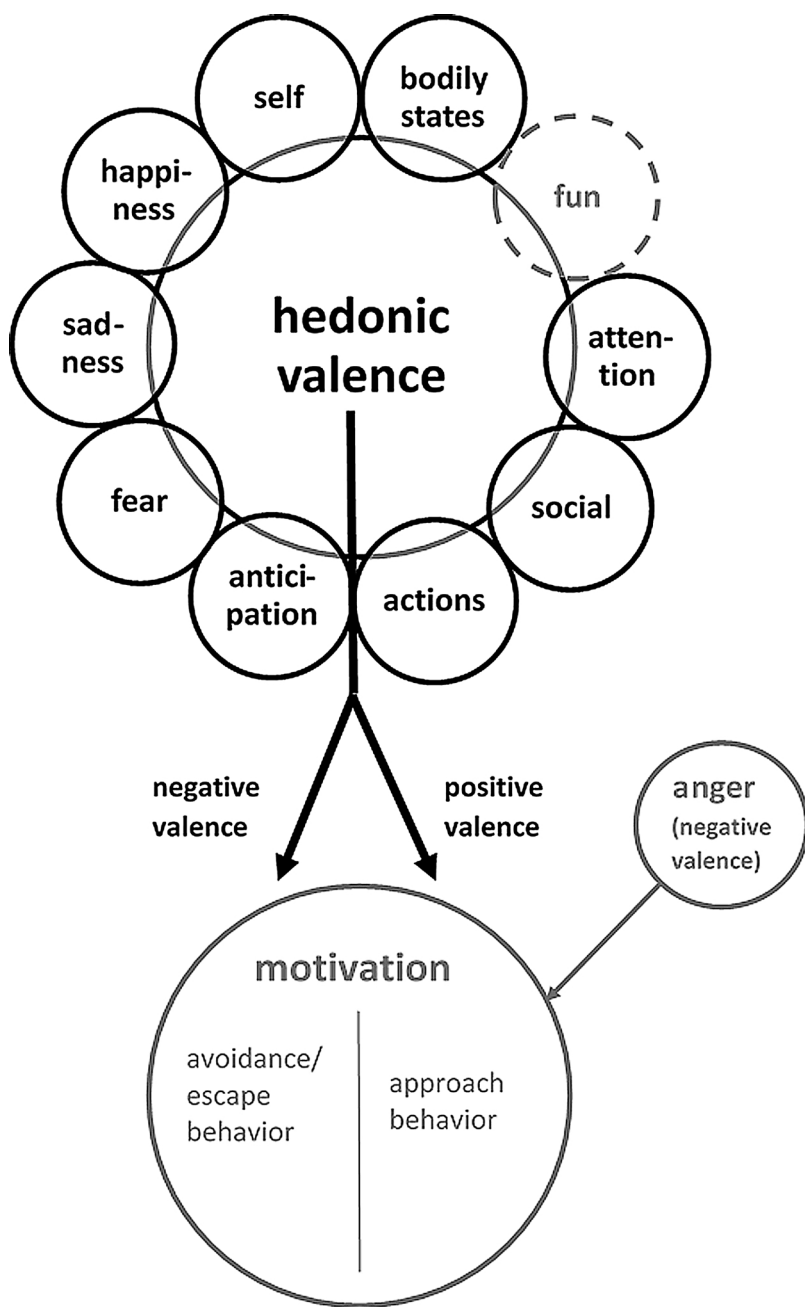 self
bodily
states
happi-
ness
fun
hedonic
valence
sad-
ness
atten-
tion
fear
social
antici-
pation
actions
negative
valence
positive
valence
anger
(negative
valence)
motivation
avoidance/
escape
behavior
approach
behavior